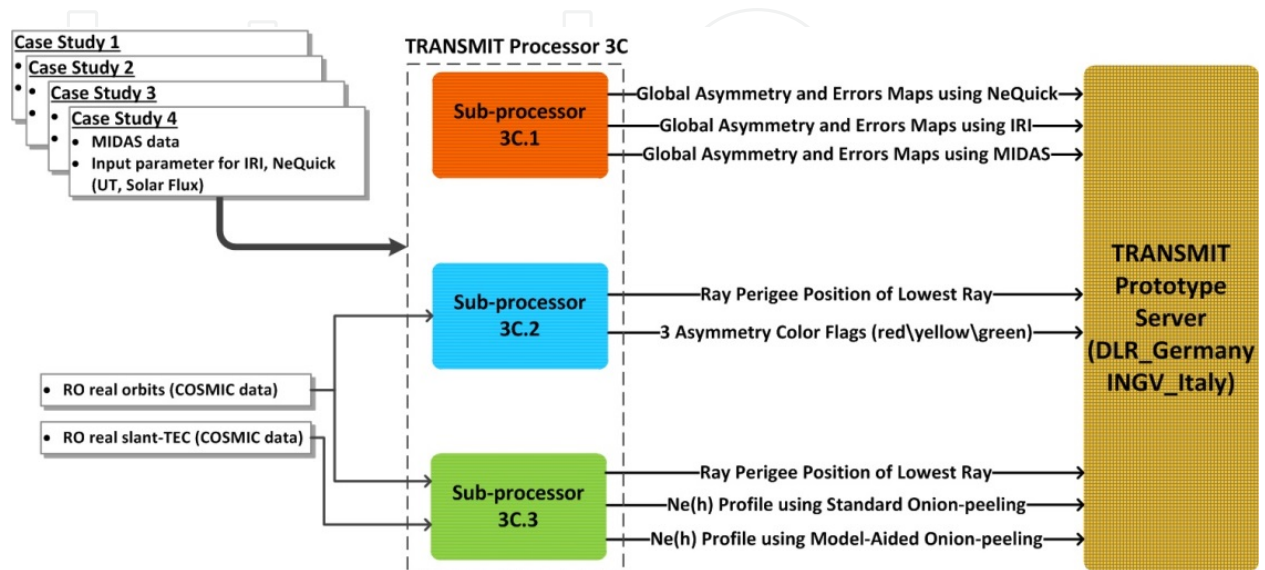 Case Study 1
Case Study 2
Case Study 3
Case Study 4
• MIDAS data
• Input parameter for IRI, NeQuick
(UT, Solar Flux)
TRANSMIT Processor 3C
Sub-processor
3C.1
Global Asymmetry and Errors Maps using NeQuick
Global Asymmetry and Errors Maps using IRI
Global Asymmetry and Errors Maps using MIDAS
Sub-processor
3C.2
Ray Perigee Position of Lowest Ray
3 Asymmetry Color Flags (red\yellow\green)
• RO real orbits (COSMIC data)
• RO real slant-TEC (COSMIC data)
Sub-processor
3C.3
Ray Perigee Position of Lowest Ray
Ne(h) Profile using Standard Onion-peeling
Ne(h) Profile using Model-Aided Onion-peeling
TRANSMIT
Prototype
Server
(DLR_Germany
INGV_Italy)